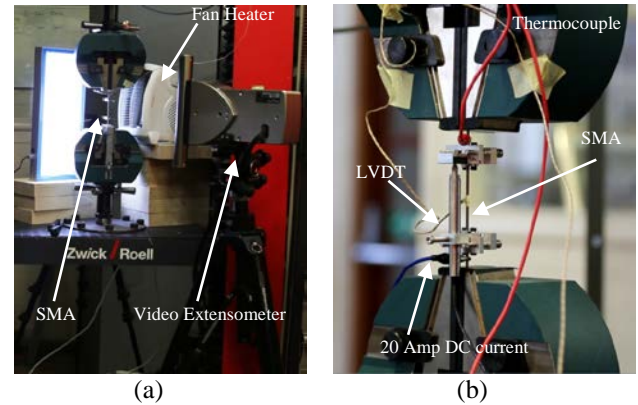 Fan Heater
Zwick / Roell
SMA
Video Extensometer
(a)
Thermocouple
SMA
LVDT
20 Amp DC current
(b)